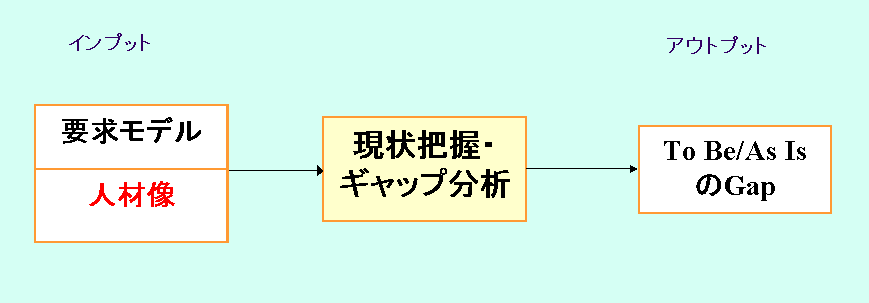 インプット
アウトプット
要求モデル
人材像
現状把握・
ギャップ分析
To Be/As Is
のGap